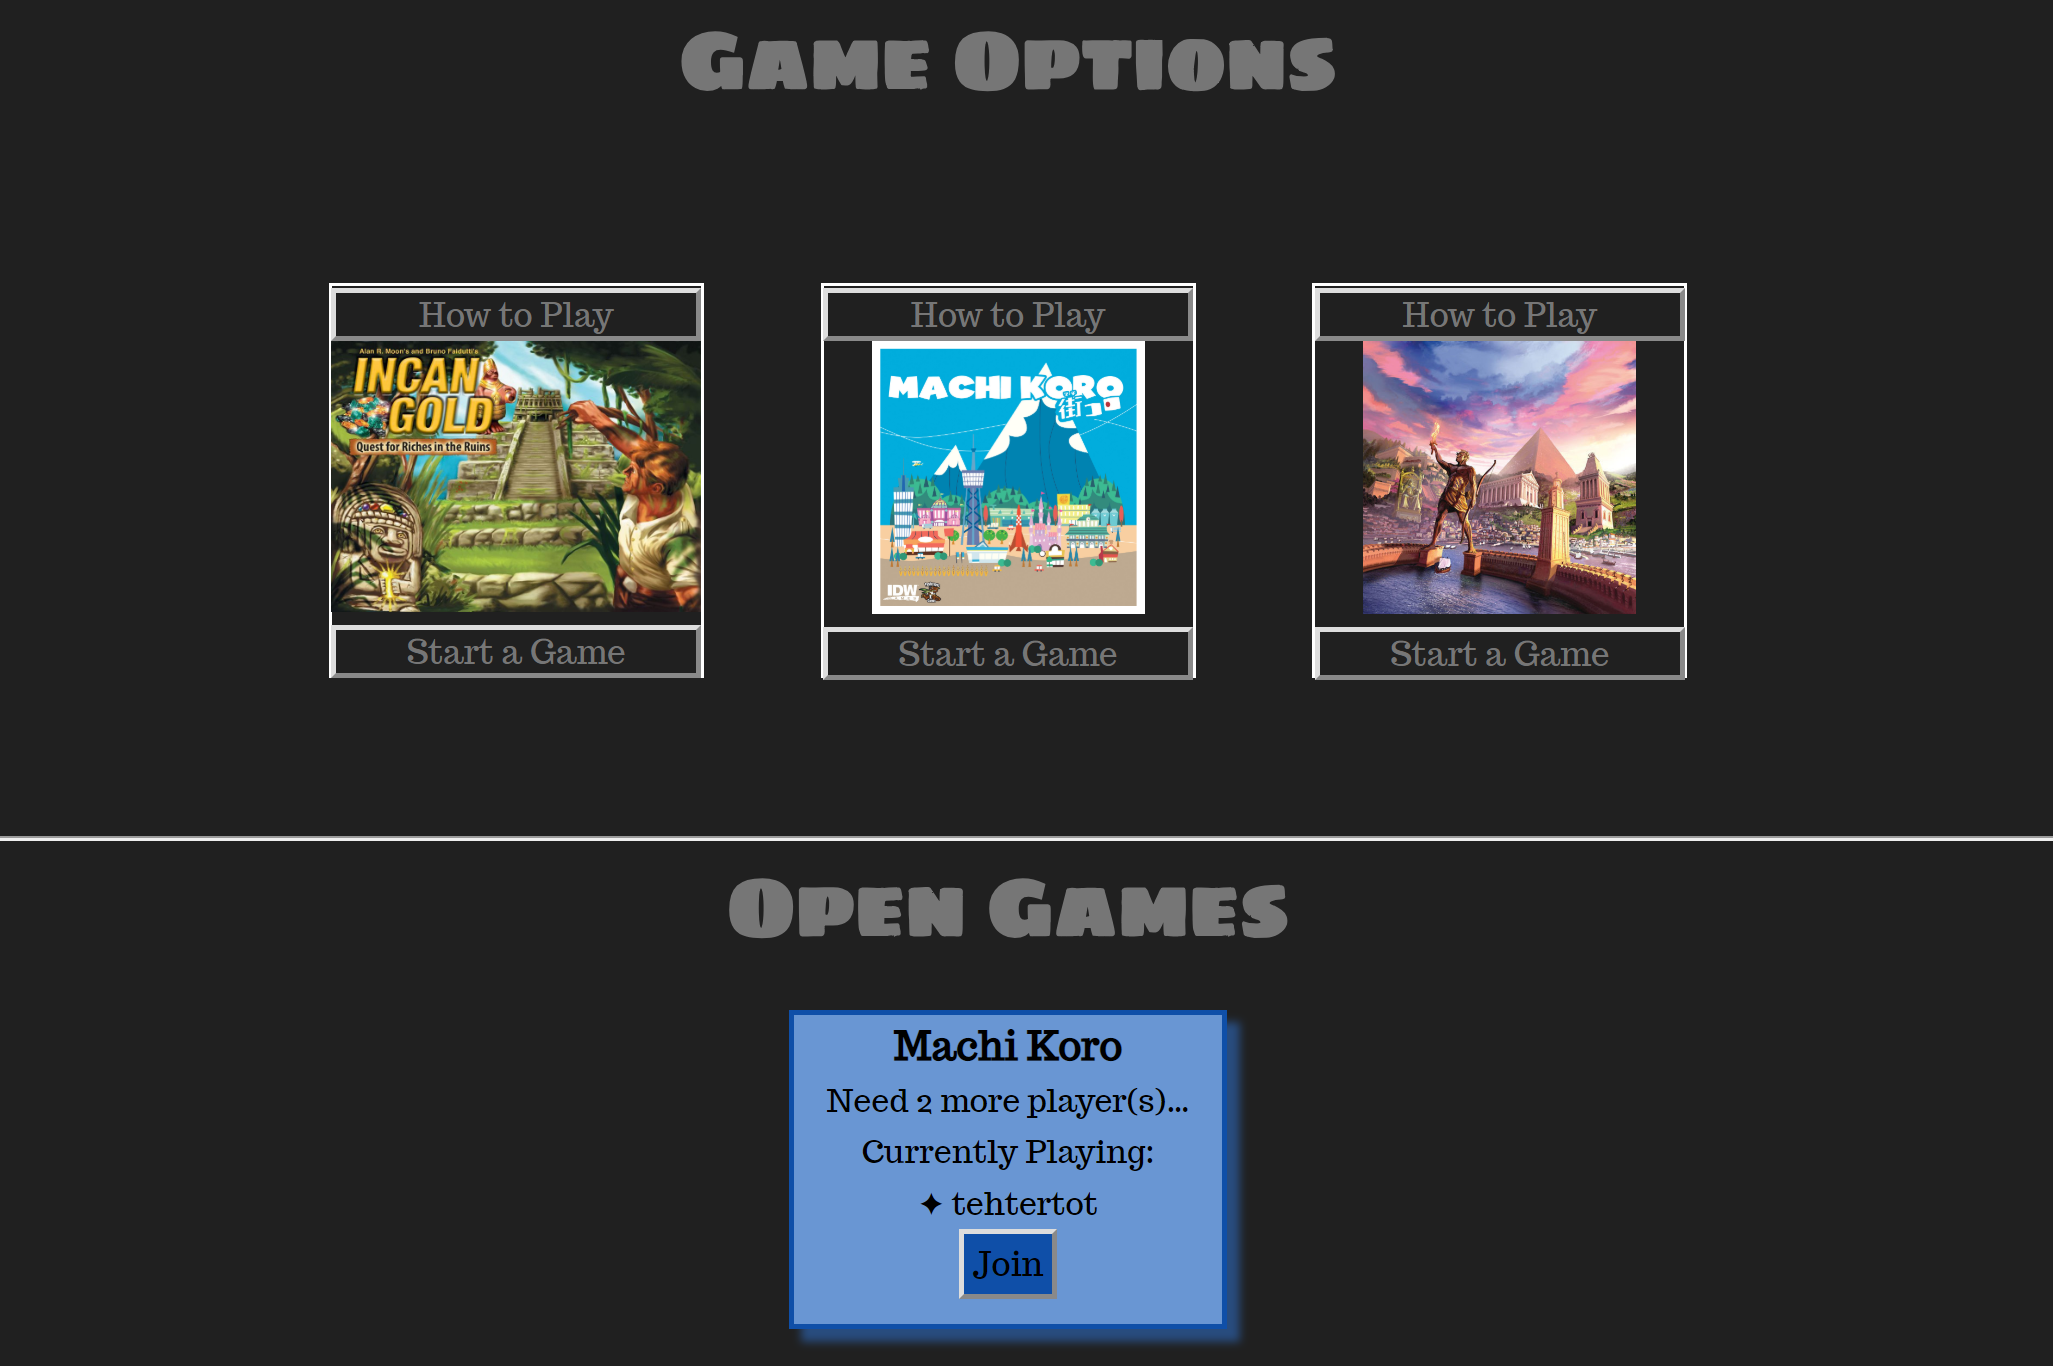 Game Options
How to Play
How to Play
How to Play
Alan R. Moon's and Bruno Faidutti's
INCAN
GOLD
Quest for Riches in the Ruins
MACHI KORO
街コロ
IDW
GAMES
Start a Game
Start a Game
Start a Game
Open Games
Machi Koro
Need 2 more player(s)...
Currently Playing:
✦ tehtertot
Join